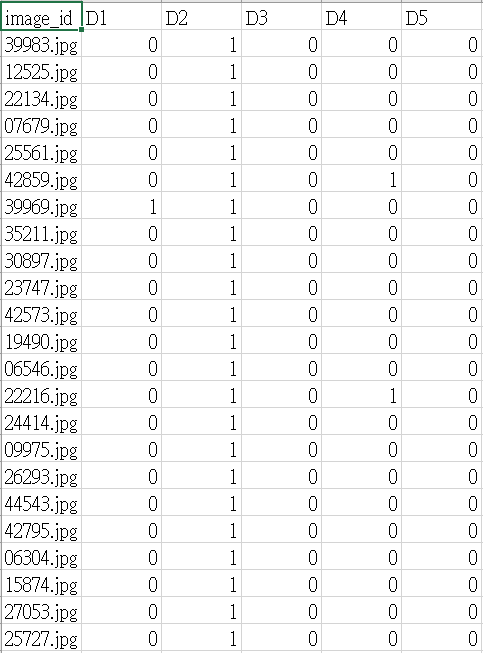 image_id D1 D2 D3 D4 D5
39983.jpg 0 1 0 0 0
12525.jpg 0 1 0 0 0
22134.jpg 0 1 0 0 0
07679.jpg 0 1 0 0 0
25561.jpg 0 1 0 0 0
42859.jpg 0 1 0 1 0
39969.jpg 1 1 0 0 0
35211.jpg 0 1 0 0 0
30897.jpg 0 1 0 0 0
23747.jpg 0 1 0 0 0
42573.jpg 0 1 0 0 0
19490.jpg 0 1 0 0 0
06546.jpg 0 1 0 0 0
22216.jpg 0 1 0 1 0
24414.jpg 0 1 0 0 0
09975.jpg 0 1 0 0 0
26293.jpg 0 1 0 0 0
44543.jpg 0 1 0 0 0
42795.jpg 0 1 0 0 0
06304.jpg 0 1 0 0 0
15874.jpg 0 1 0 0 0
27053.jpg 0 1 0 0 0
25727.jpg 0 1 0 0 0